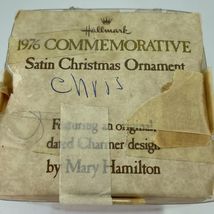 Hallmark
1976 COMMEMORATIVE
Satin Christmas Ornament
Chris
Featuring an original,
dated Charmer design
by Mary Hamilton